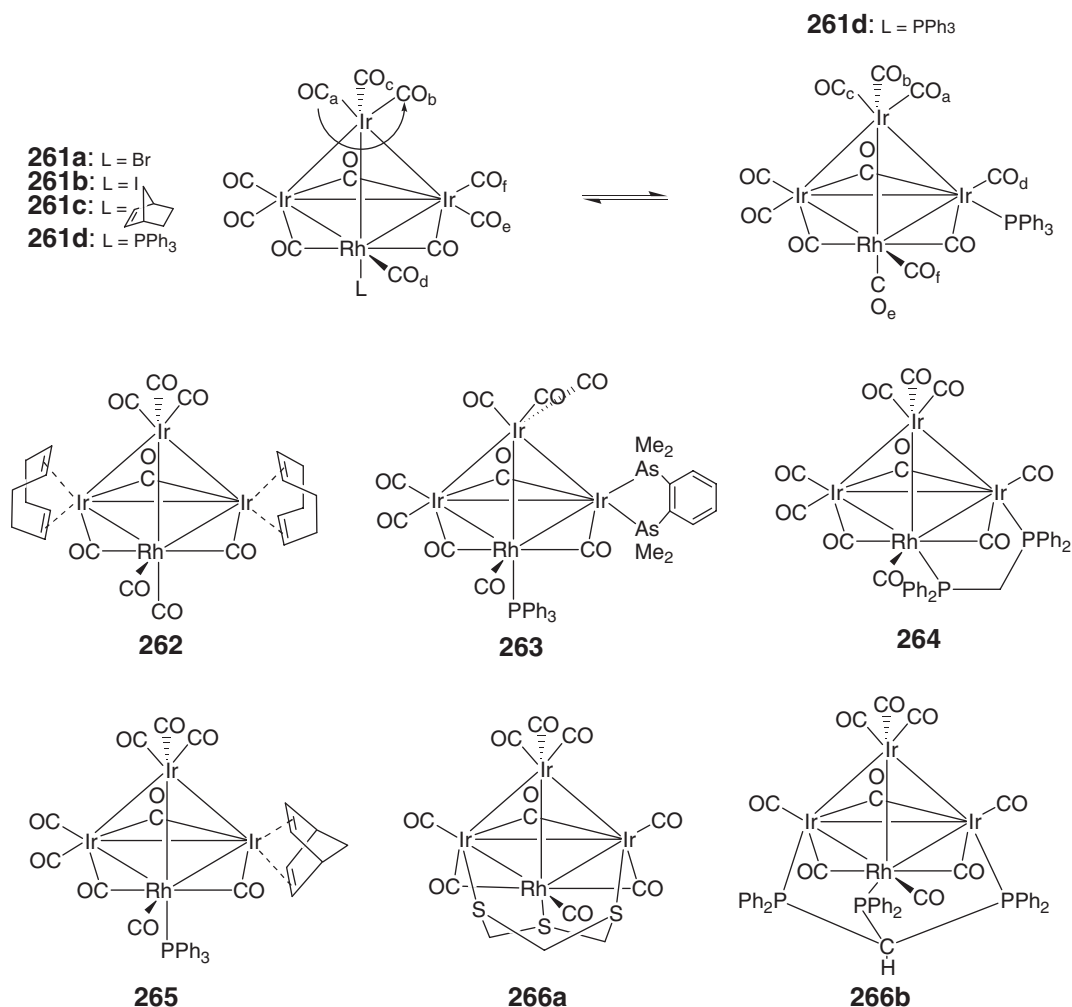 261d: L = PPh3
261a: L = Br
261b: L = I
261c: L =
261d: L = PPh3
OCa COc COb
Ir
O
C
OC Ir Ir COf
OC COe
OC Rh CO
COd
L
OCc COb COa
Ir
O
C
OC Ir Ir COd
OC PPh3
OC Rh CO
COf
C
Oe
OC CO CO
Ir
O
C
Ir Ir
OC Rh CO
CO
CO
262
OC CO CO
Ir
O
C
Me2
As
OC Ir Ir
OC As
Me2
OC Rh CO
CO
PPh3
263
OC CO CO
Ir
O
C
OC Ir Ir CO
OC
OC Rh CO PPh2
CO Ph2P
264
OC CO CO
Ir
O
C
OC Ir Ir
OC
OC Rh CO
CO
PPh3
265
OC CO CO
Ir
O
C
OC Ir Ir CO
OC Rh CO
CO
S S S
266a
OC CO CO
Ir
O
C
OC Ir Ir CO
OC Rh CO
CO
Ph2P PPh2 PPh2
C
H
266b